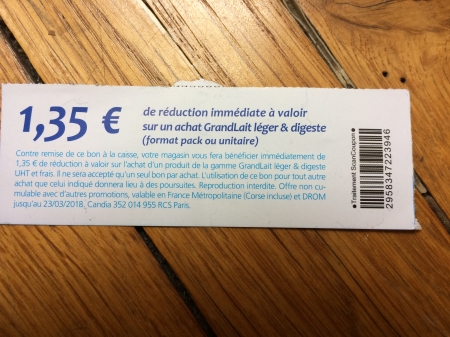 1,35 €
de réduction immédiate à valoir
sur un achat GrandLait léger & digeste
(format pack ou unitaire)
Contre remise de ce bon à la caisse, votre magasin vous fera bénéficier immédiatement de
1,35 € de réduction à valoir sur l'achat d'un produit de la gamme GrandLait léger & digeste
UHT et frais. Il ne sera accepté qu'un seul bon par achat. L'utilisation de ce bon pour tout autre
achat que celui indiqué donnera lieu à des poursuites. Reproduction interdite. Offre non cu-
mulable avec d'autres promotions, valable en France Métropolitaine (Corse incluse) et DROM
jusqu'au 23/03/2018. Candia 352 014 955 RCS Paris.
•Traitement ScanCoupon•
2958347223946